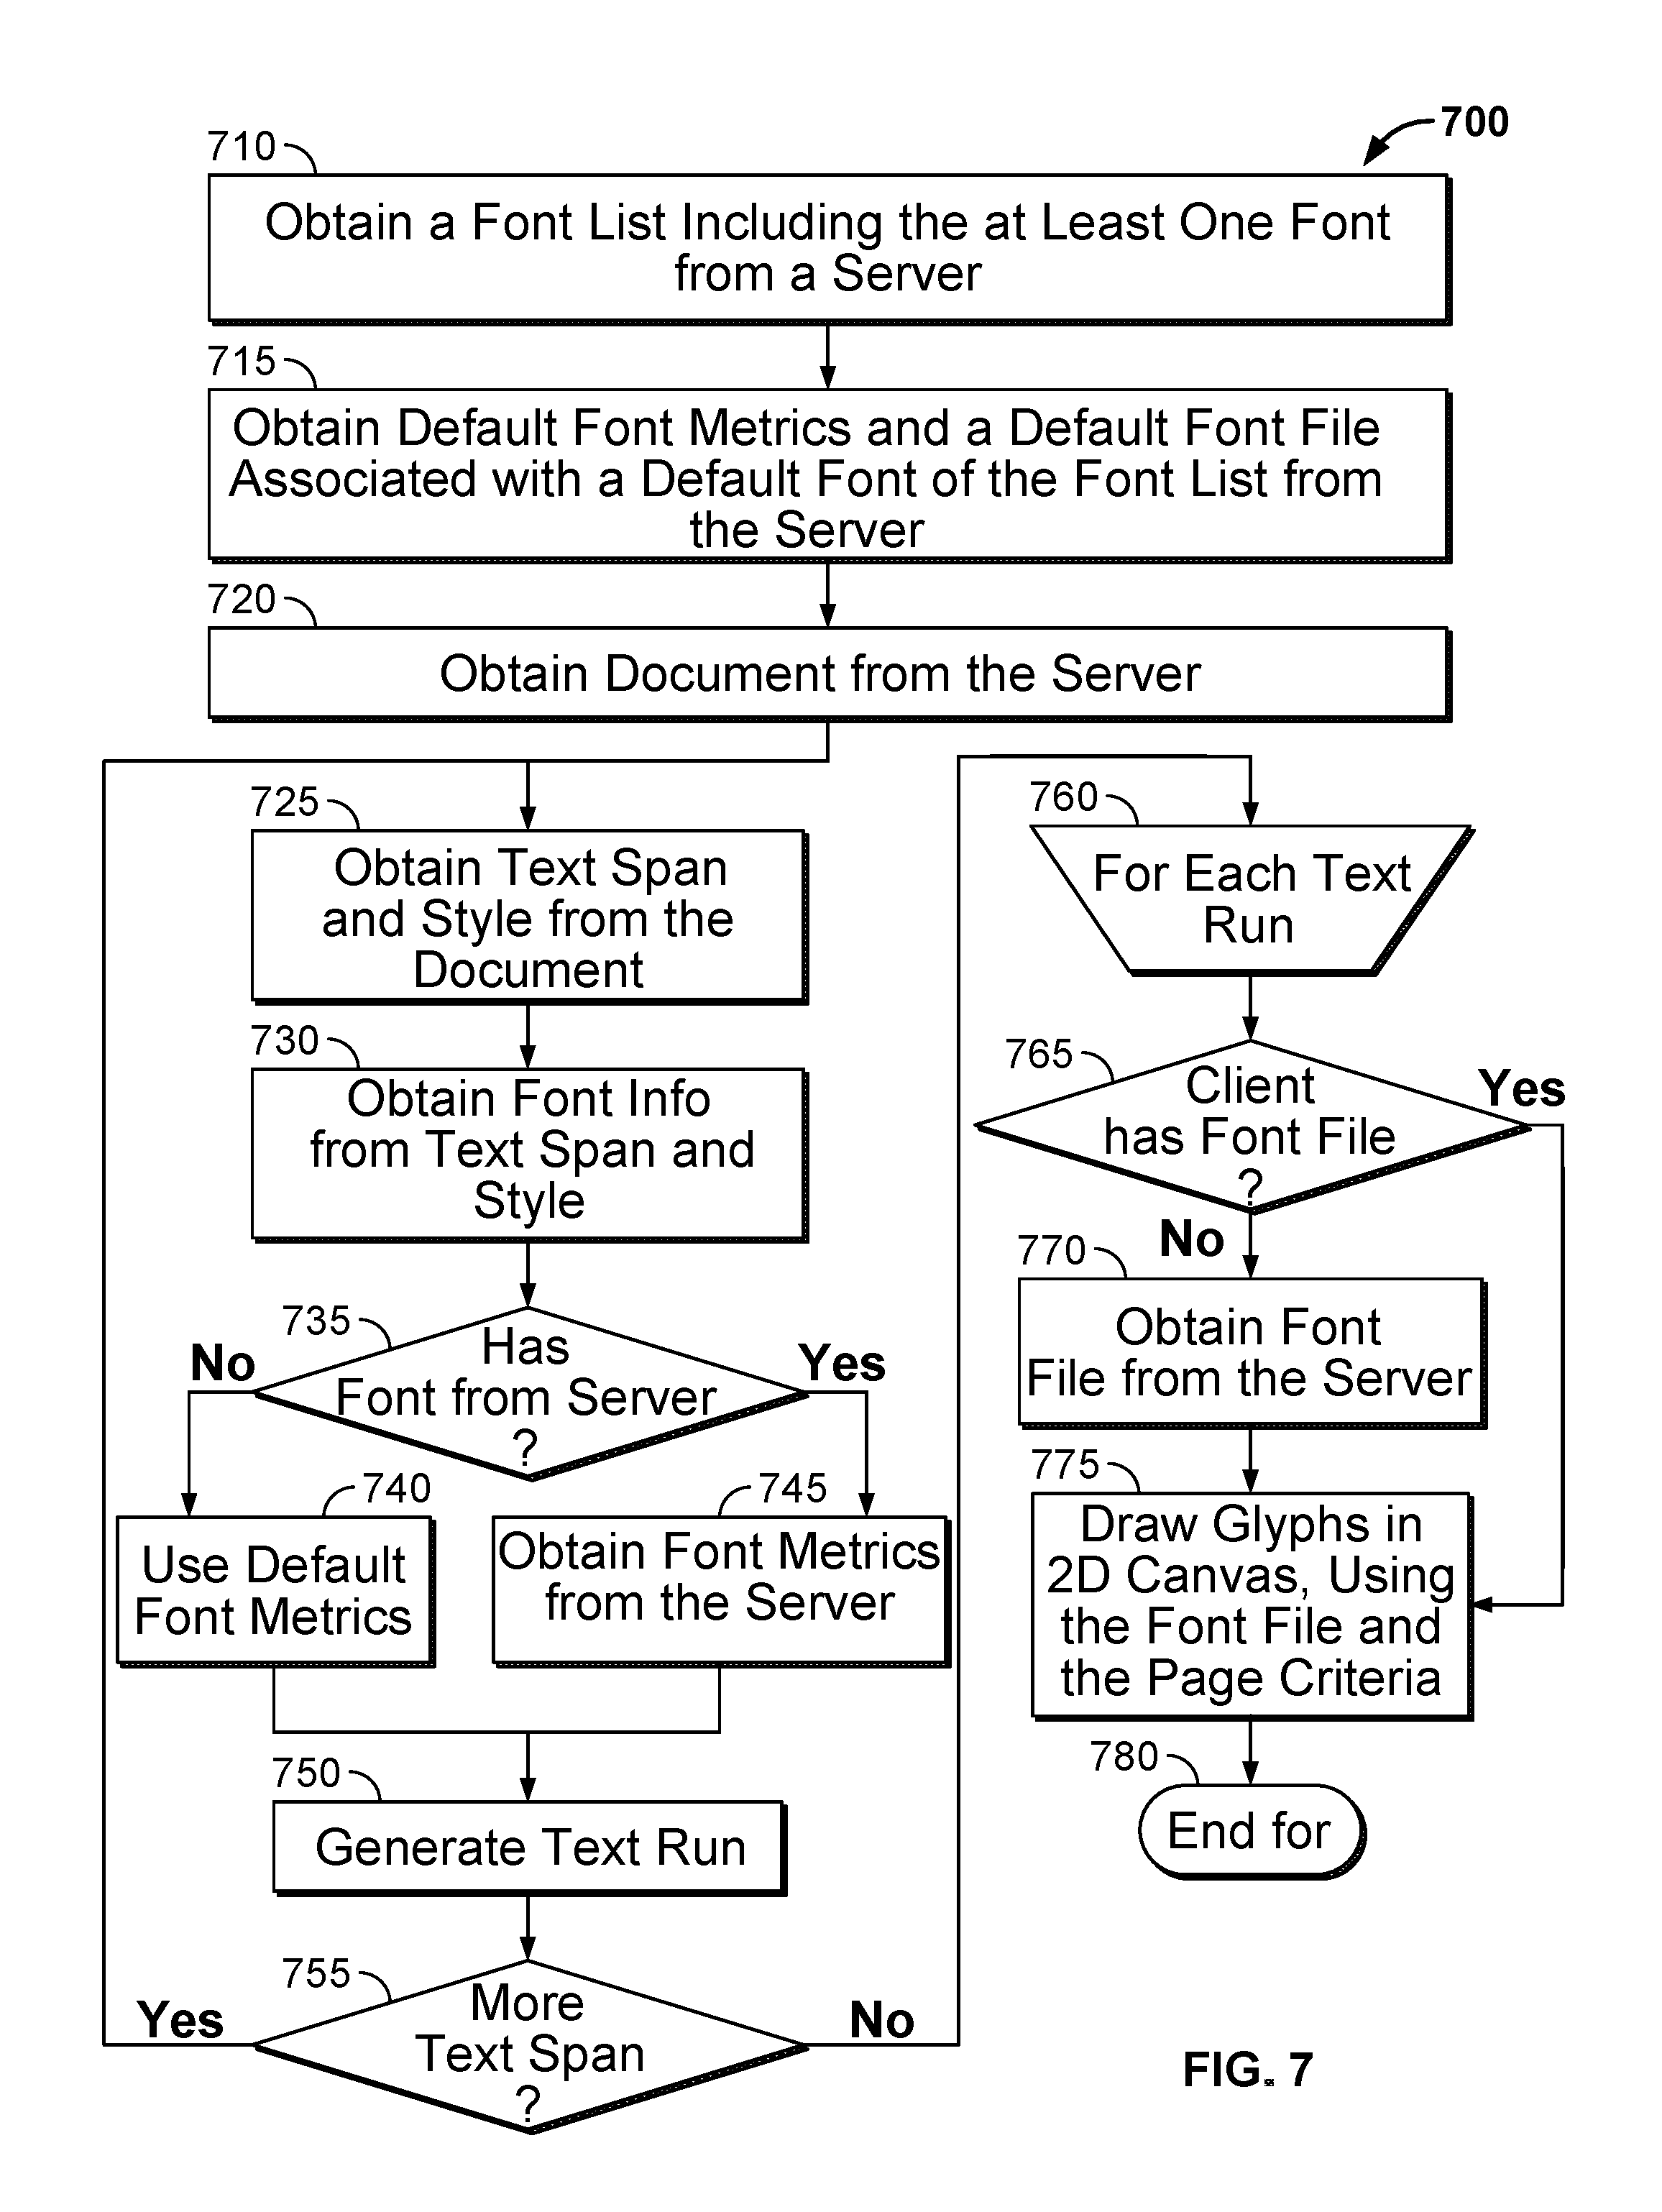 700
710
Obtain a Font List Including the at Least One Font
from a Server
715
Obtain Default Font Metrics and a Default Font File
Associated with a Default Font of the Font List from
the Server
720
Obtain Document from the Server
725
Obtain Text Span
and Style from the
Document
730
Obtain Font Info
from Text Span and
Style
735
Has
Font from Server
?
No
Yes
740
Use Default
Font Metrics
745
Obtain Font Metrics
from the Server
750
Generate Text Run
755
More
Text Span
?
Yes
No
760
For Each Text
Run
765
Client
has Font File
?
Yes
No
770
Obtain Font
File from the Server
775
Draw Glyphs in
2D Canvas, Using
the Font File and
the Page Criteria
780
End for
FIG. 7